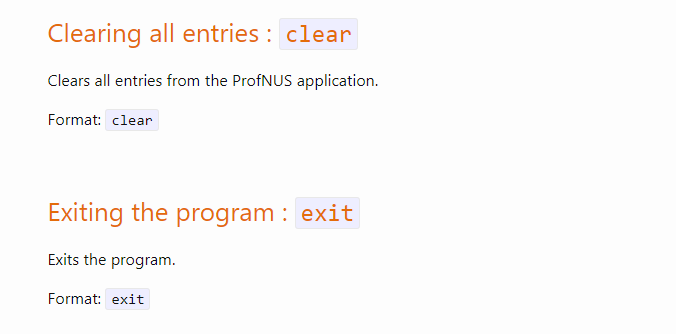 Clearing all entries : clear
Clears all entries from the ProfNUS application.
Format: clear
Exiting the program : exit
Exits the program.
Format: exit